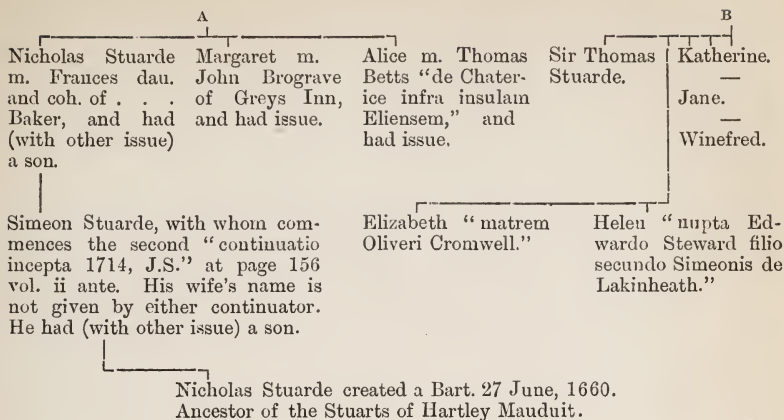 A
B
Nicholas Stuarde
m. Frances dau.
and coh. of . . .
Baker, and had
(with other issue)
a son.
Margaret m.
John Brograve
of Greys Inn,
and had issue.
Alice m. Thomas
Betts "de Chater-
ice infra insulam
Eliensem," and
had issue.
Sir Thomas
Stuarde.
Katherine.
—
Jane.
—
Winefred.
Simeon Stuarde, with whom com-
mences the second "continuatio
incepta 1714, J.S." at page 156
vol. ii ante. His wife's name is
not given by either continuator.
He had (with other issue) a son.
Elizabeth "matrem
Oliveri Cromwell."
Helen "nupta Ed-
wardo Steward filio
secundo Simeonis de
Lakinheath."
Nicholas Stuarde created a Bart. 27 June, 1660.
Ancestor of the Stuarts of Hartley Mauduit.